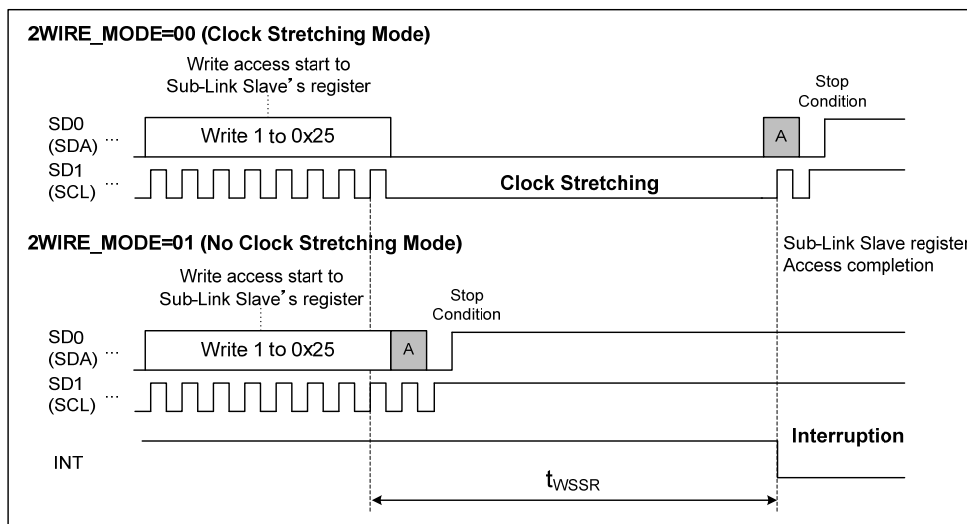 2WIRE_MODE=00 (Clock Stretching Mode)
Write access start to
Sub-Link Slave's register
Stop
Condition
SD0
(SDA) ...
Write 1 to 0x25
A
SD1
(SCL) ...
Clock Stretching
2WIRE_MODE=01 (No Clock Stretching Mode)
Sub-Link Slave register
Access completion
Write access start to
Sub-Link Slave's register
Stop
Condition
SD0
(SDA) ...
Write 1 to 0x25
A
SD1
(SCL) ...
Interruption
INT
tWSSR